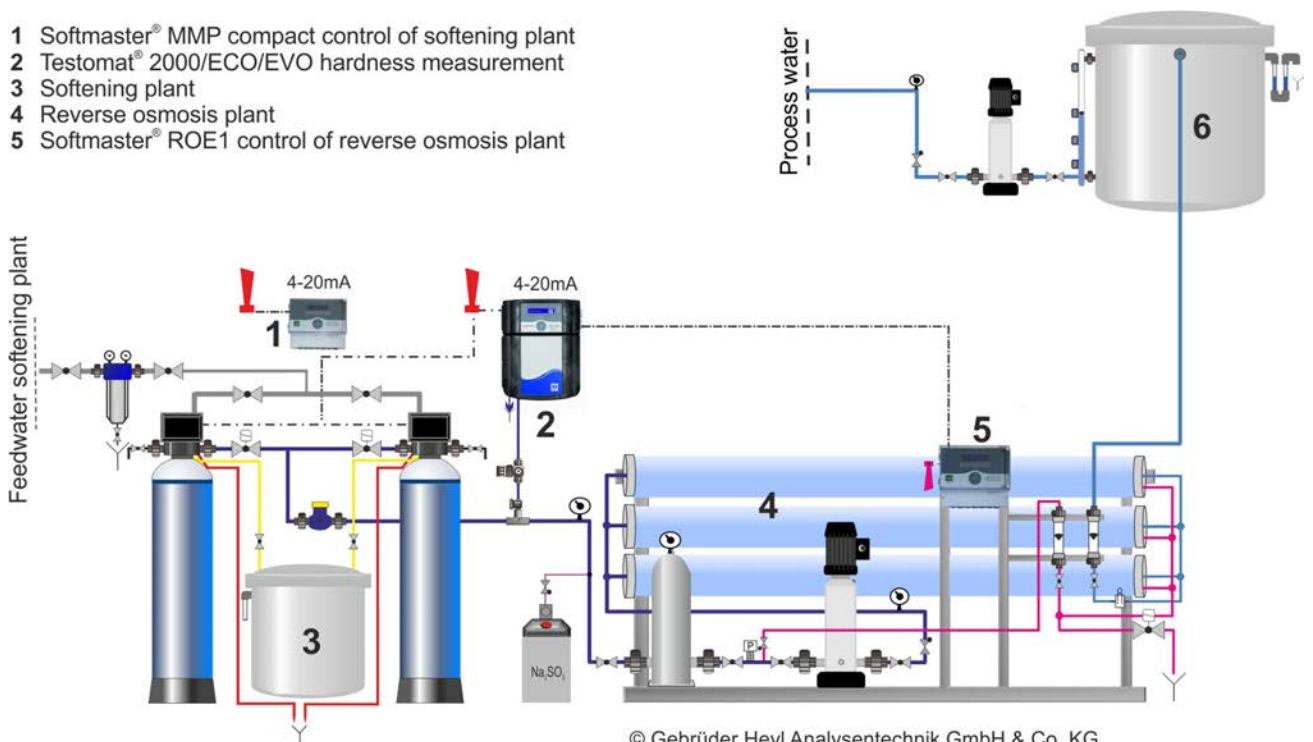 1 Softmaster® MMP compact control of softening plant
2 Testomat® 2000/ECO/EVO hardness measurement
3 Softening plant
4 Reverse osmosis plant
5 Softmaster® ROE1 control of reverse osmosis plant
Process water
6
Feedwater softening plant
4-20mA
1
4-20mA
2
5
4
3
P
Na₂SO₃
© Gebrüder Heyl Analysentechnik GmbH & Co. KG